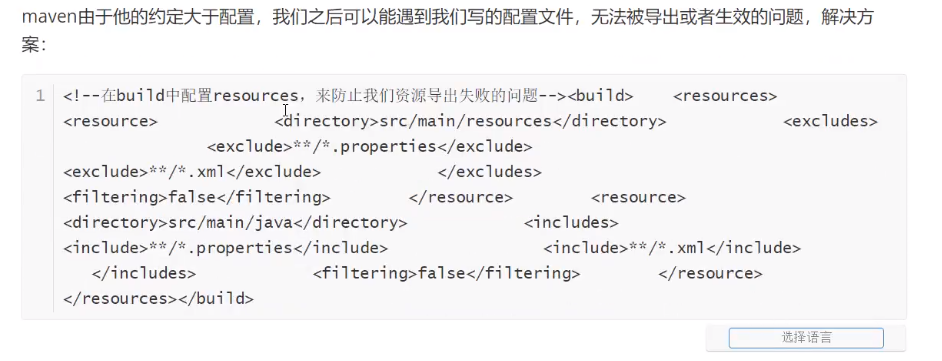 maven由于他的约定大于配置，我们之后可以能遇到我们写的配置文件，无法被导出或者生效的问题，解决方
案：
1 <!--在build中配置resources，来防止我们资源导出失败的问题--><build> <resources>
<resource> <directory>src/main/resources</directory> <excludes>
<exclude>**/*.properties</exclude>
<exclude>**/*.xml</exclude> </excludes>
<filtering>false</filtering> </resource> <resource>
<directory>src/main/java</directory> <includes>
<include>**/*.properties</include> <include>**/*.xml</include>
</includes> <filtering>false</filtering> </resource>
</resources></build>
选择语言